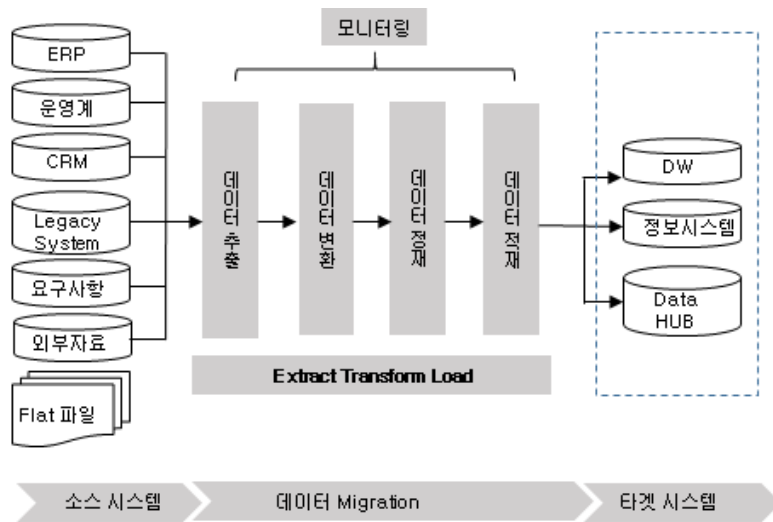 모니터링
ERP
운영계
CRM
Legacy
System
요구사항
외부자료
Flat 파일
데이터 추출
데이터 변환
데이터 정재
데이터 적재
Extract Transform Load
DW
정보시스템
Data
HUB
소스 시스템
데이터 Migration
타겟 시스템